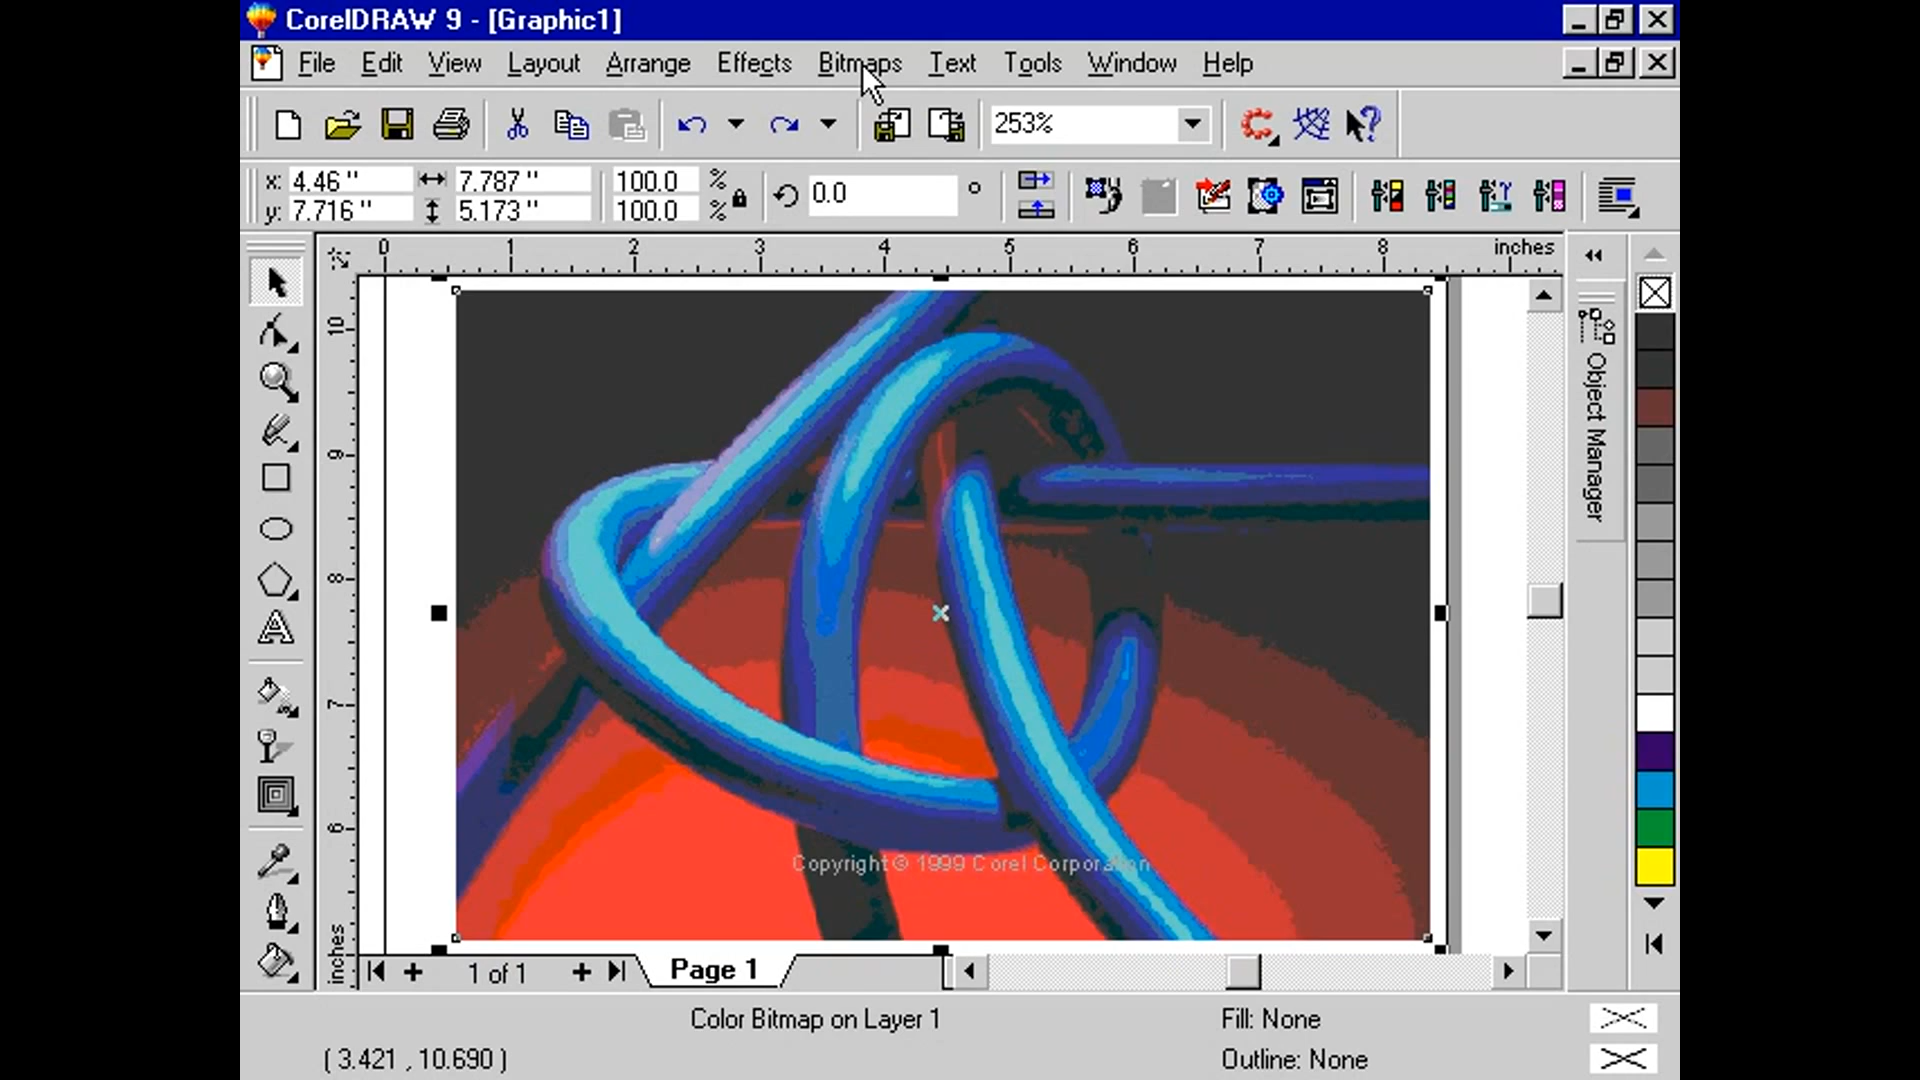 CorelDRAW 9 - [Graphic1]
File Edit View Layout Arrange Effects Bitmaps Text Tools Window Help
253%
x: 4.46 " 7.787 " 100.0 % 0.0 °
y: 7.716 " 5.173 " 100.0 %
0 1 2 3 4 5 6 7 8 inches
10
9
8
7
6
inches
Object Manager
Copyright © 1999 Corel Corporation
1 of 1 Page 1
Color Bitmap on Layer 1 Fill: None
( 3.421 , 10.690 ) Outline: None